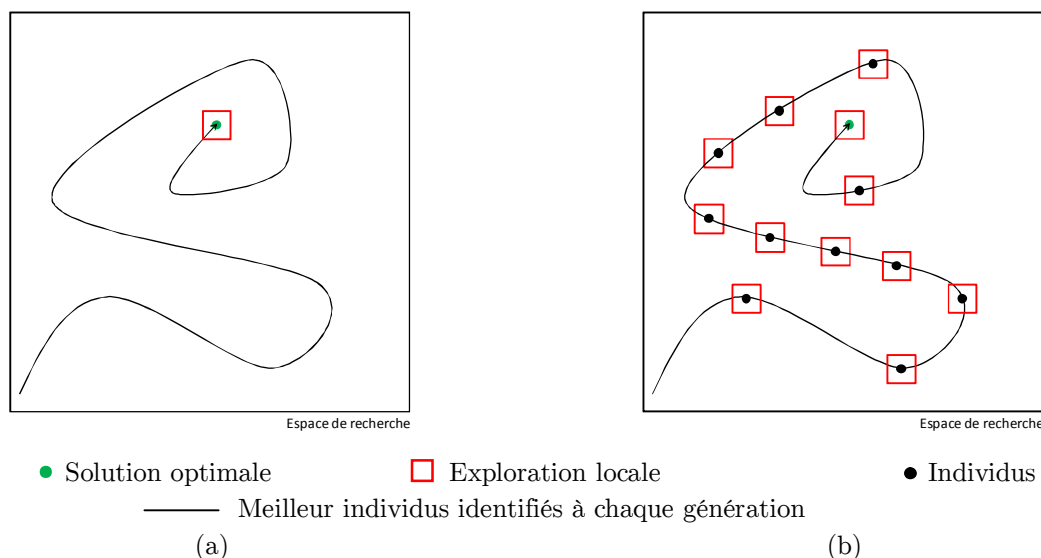 Espace de recherche
Espace de recherche
Solution optimale
Exploration locale
Individus
Meilleur individus identifiés à chaque génération
(a)
(b)